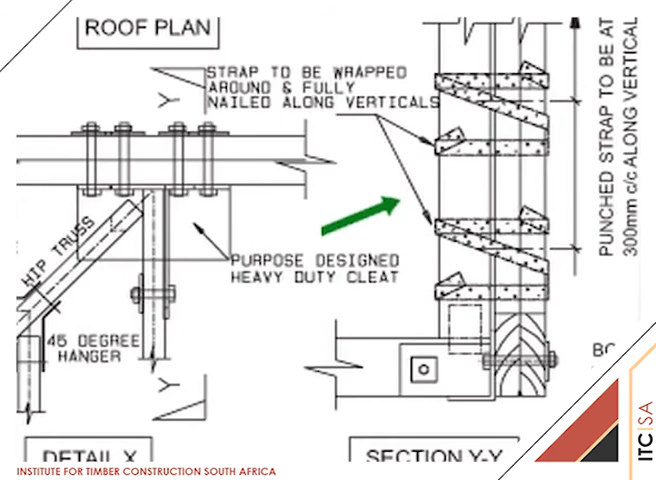 ROOF PLAN
STRAP TO BE WRAPPED
AROUND & FULLY
NAILED ALONG VERTICALS
Y
PURPOSE DESIGNED
HEAVY DUTY CLEAT
HIP TRUSS
45 DEGREE
HANGER
Y
DETAIL X
SECTION Y-Y
PUNCHED STRAP TO BE AT
300mm c/c ALONG VERTICAL
INSTITUTE FOR TIMBER CONSTRUCTION SOUTH AFRICA
ITC|SA